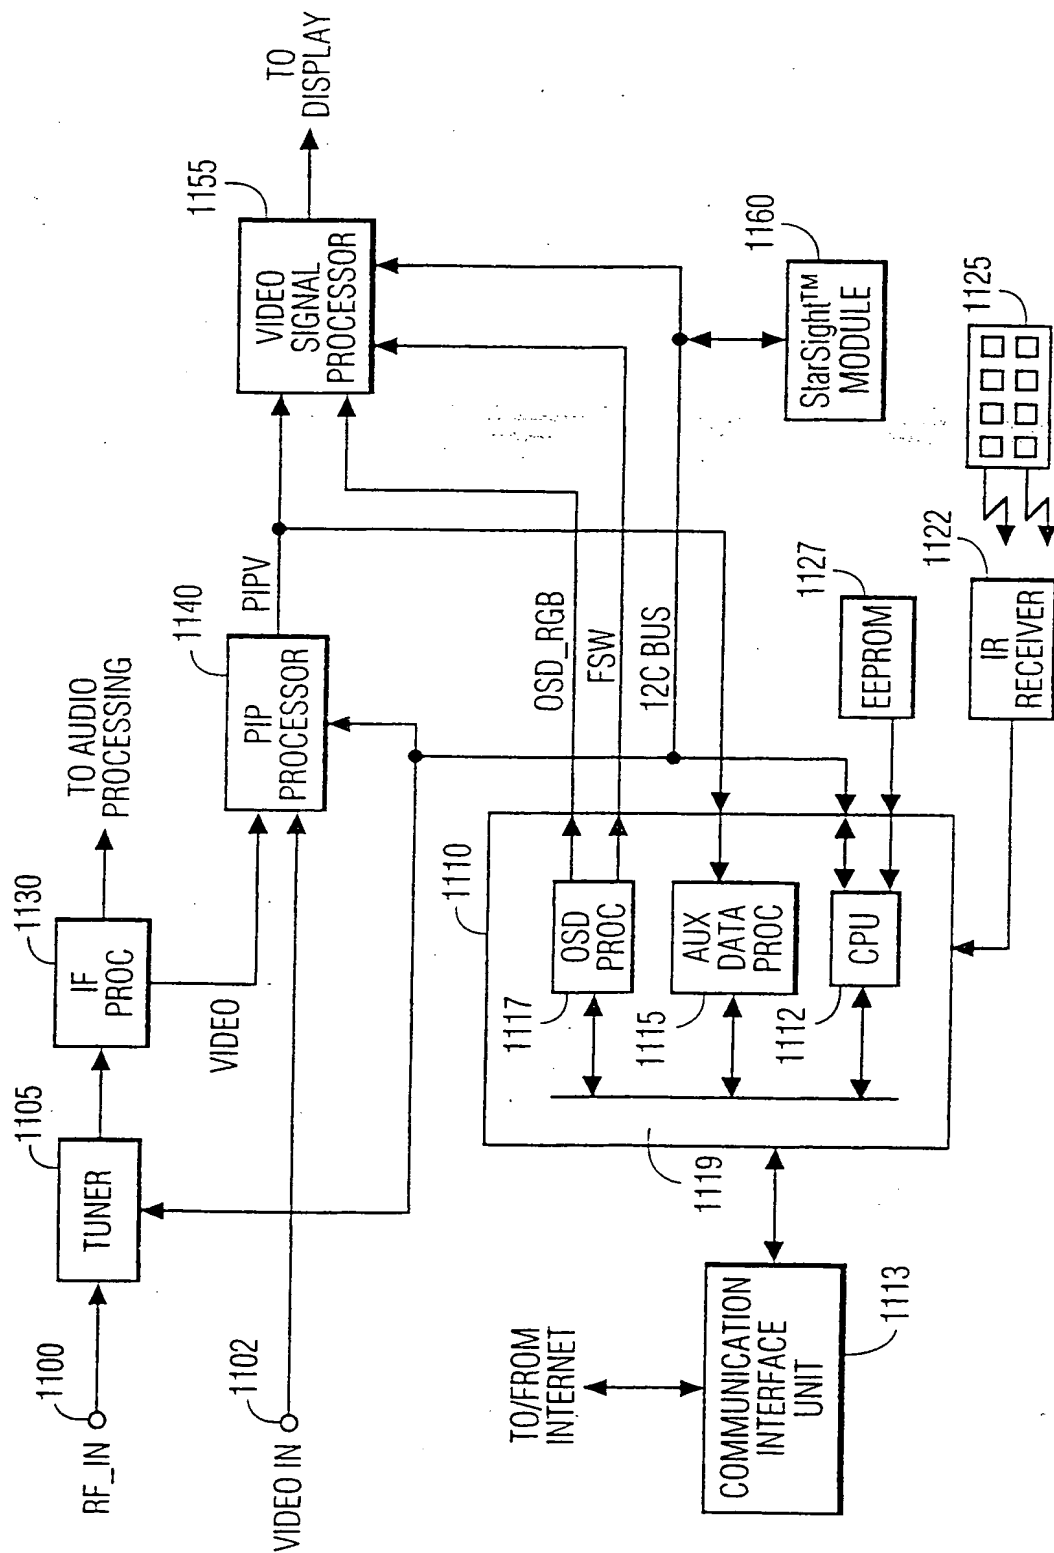 RF_IN
1100
TUNER
1105
IF
PROC
1130
TO AUDIO
PROCESSING
VIDEO
VIDEO IN
1102
PIP
PROCESSOR
1140
PIPV
VIDEO
SIGNAL
PROCESSOR
1155
TO
DISPLAY
OSD_RGB
FSW
12C BUS
1110
OSD
PROC
1117
AUX
DATA
PROC
1115
CPU
1112
1119
TO/FROM
INTERNET
COMMUNICATION
INTERFACE
UNIT
1113
EEPROM
1127
StarSight™
MODULE
1160
IR
RECEIVER
1122
1125